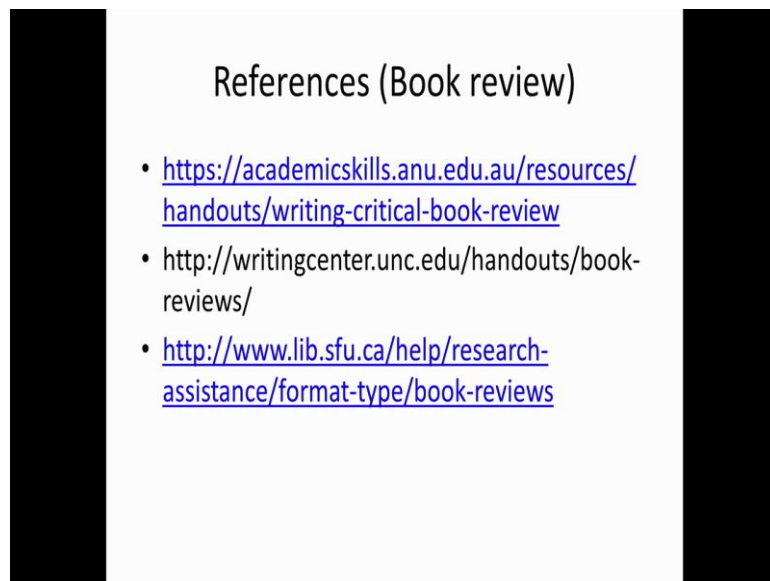 References (Book review)
• https://academicskills.anu.edu.au/resources/
handouts/writing-critical-book-review
• http://writingcenter.unc.edu/handouts/book-
reviews/
• http://www.lib.sfu.ca/help/research-
assistance/format-type/book-reviews